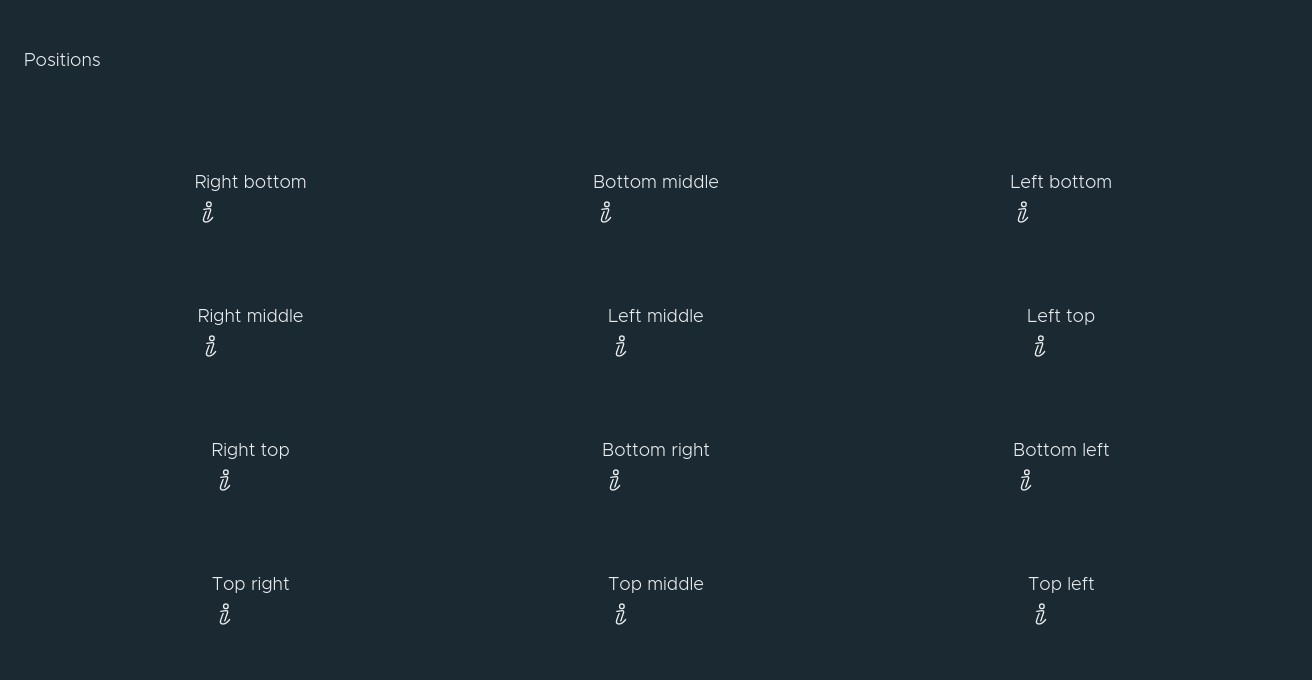 Positions
Right bottom
Bottom middle
Left bottom
Right middle
Left middle
Left top
Right top
Bottom right
Bottom left
Top right
Top middle
Top left